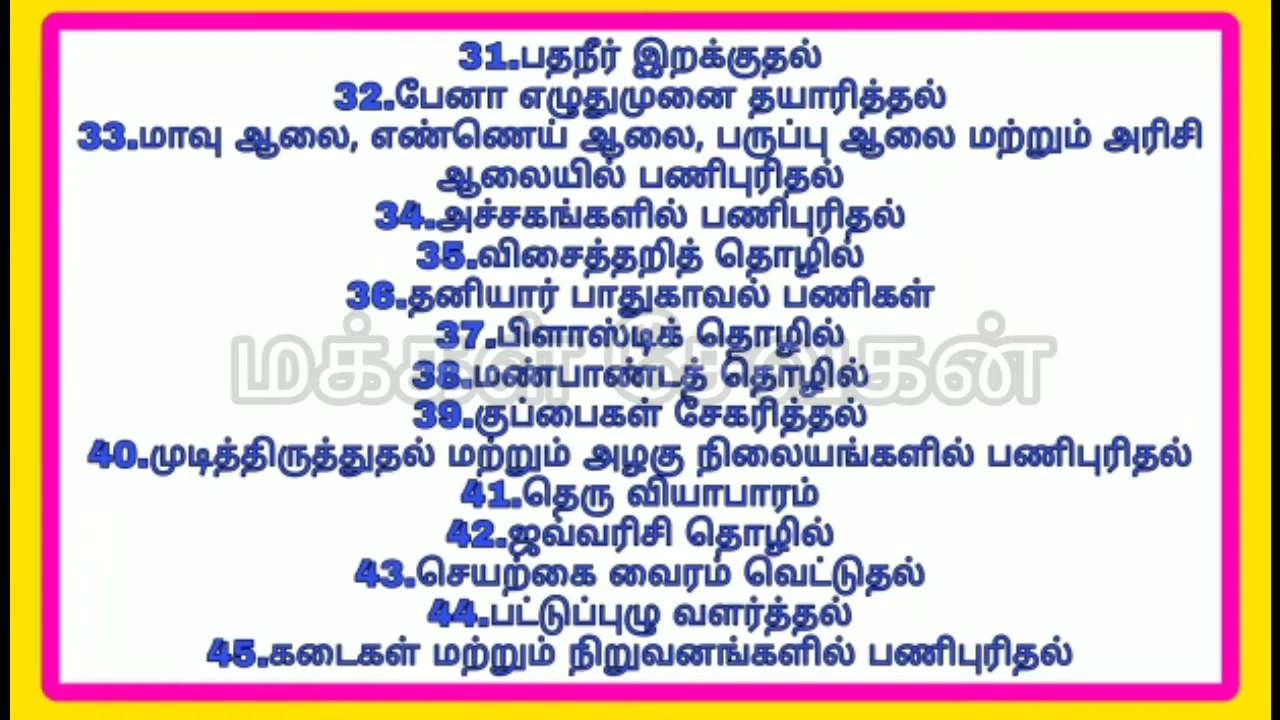 31.பதநீர் இறக்குதல்
32.பேனா எழுதுமுனை தயாரித்தல்
33.மாவு ஆலை, எண்ணெய் ஆலை, பருப்பு ஆலை மற்றும் அரிசி
ஆலையில் பணிபுரிதல்
34.அச்சகங்களில் பணிபுரிதல்
35.விசைத்தறித் தொழில்
36.தனியார் பாதுகாவல் பணிகள்
37.பிளாஸ்டிக் தொழில்
மக்கள் சேவகன்
38.மண்பாண்டத் தொழில்
39.குப்பைகள் சேகரித்தல்
40.முடித்திருத்துதல் மற்றும் அழகு நிலையங்களில் பணிபுரிதல்
41.தெரு வியாபாரம்
42.ஜவ்வரிசி தொழில்
43.செயற்கை வைரம் வெட்டுதல்
44.பட்டுப்புழு வளர்த்தல்
45.கடைகள் மற்றும் நிறுவனங்களில் பணிபுரிதல்